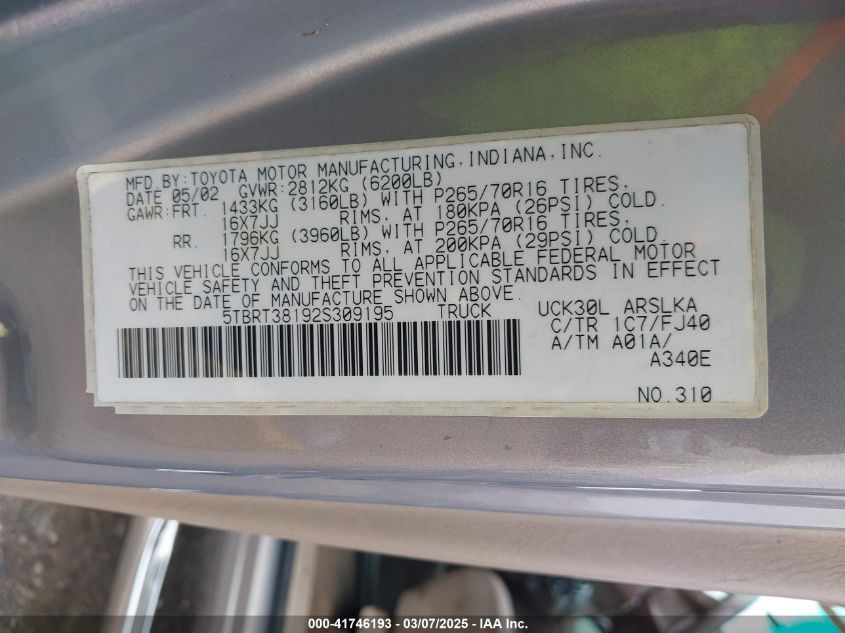 MFD.BY:TOYOTA MOTOR MANUFACTURING,INDIANA,INC.
DATE 05/02 GVWR:2812KG (6200LB)
GAWR:FRT. 1433KG (3160LB) WITH P265/70R16 TIRES,
16X7JJ RIMS, AT 180KPA (26PSI) COLD.
RR. 1796KG (3960LB) WITH P265/70R16 TIRES,
16X7JJ RIMS, AT 200KPA (29PSI) COLD.
THIS VEHICLE CONFORMS TO ALL APPLICABLE FEDERAL MOTOR
VEHICLE SAFETY AND THEFT PREVENTION STANDARDS IN EFFECT
ON THE DATE OF MANUFACTURE SHOWN ABOVE.
5TBRT38192S309195 TRUCK
UCK30L ARSLKA
C/TR 1C7/FJ40
A/TM A01A/
A340E
NO.310
000-41746193 — 03/07/2025 — IAA Inc.